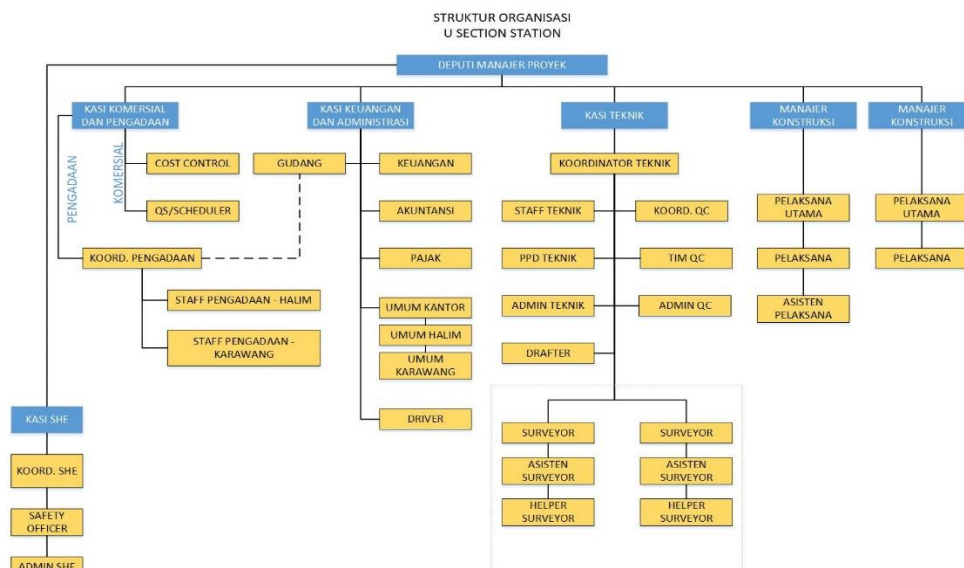 STRUKTUR ORGANISASI
U SECTION STATION
DEPUTI MANAJER PROYEK
KASI KOMERSIAL
DAN PENGADAAN
KASI KEUANGAN
DAN ADMINISTRASI
KASI TEKNIK
MANAJER
KONSTRUKSI
MANAJER
KONSTRUKSI
PENGADAAN
KOMERSIAL
COST CONTROL
QS/SCHEDULER
KOORD. PENGADAAN
STAFF PENGADAAN - HALIM
STAFF PENGADAAN -
KARAWANG
GUDANG
KEUANGAN
AKUNTANSI
PAJAK
UMUM KANTOR
UMUM HALIM
UMUM
KARAWANG
DRIVER
KOORDINATOR TEKNIK
STAFF TEKNIK
KOORD. QC
PPD TEKNIK
TIM QC
ADMIN TEKNIK
ADMIN QC
DRAFTER
SURVEYOR
ASISTEN
SURVEYOR
HELPER
SURVEYOR
SURVEYOR
ASISTEN
SURVEYOR
HELPER
SURVEYOR
PELAKSANA
UTAMA
PELAKSANA
ASISTEN
PELAKSANA
PELAKSANA
UTAMA
PELAKSANA
KASI SHE
KOORD. SHE
SAFETY
OFFICER
ADMIN SHE